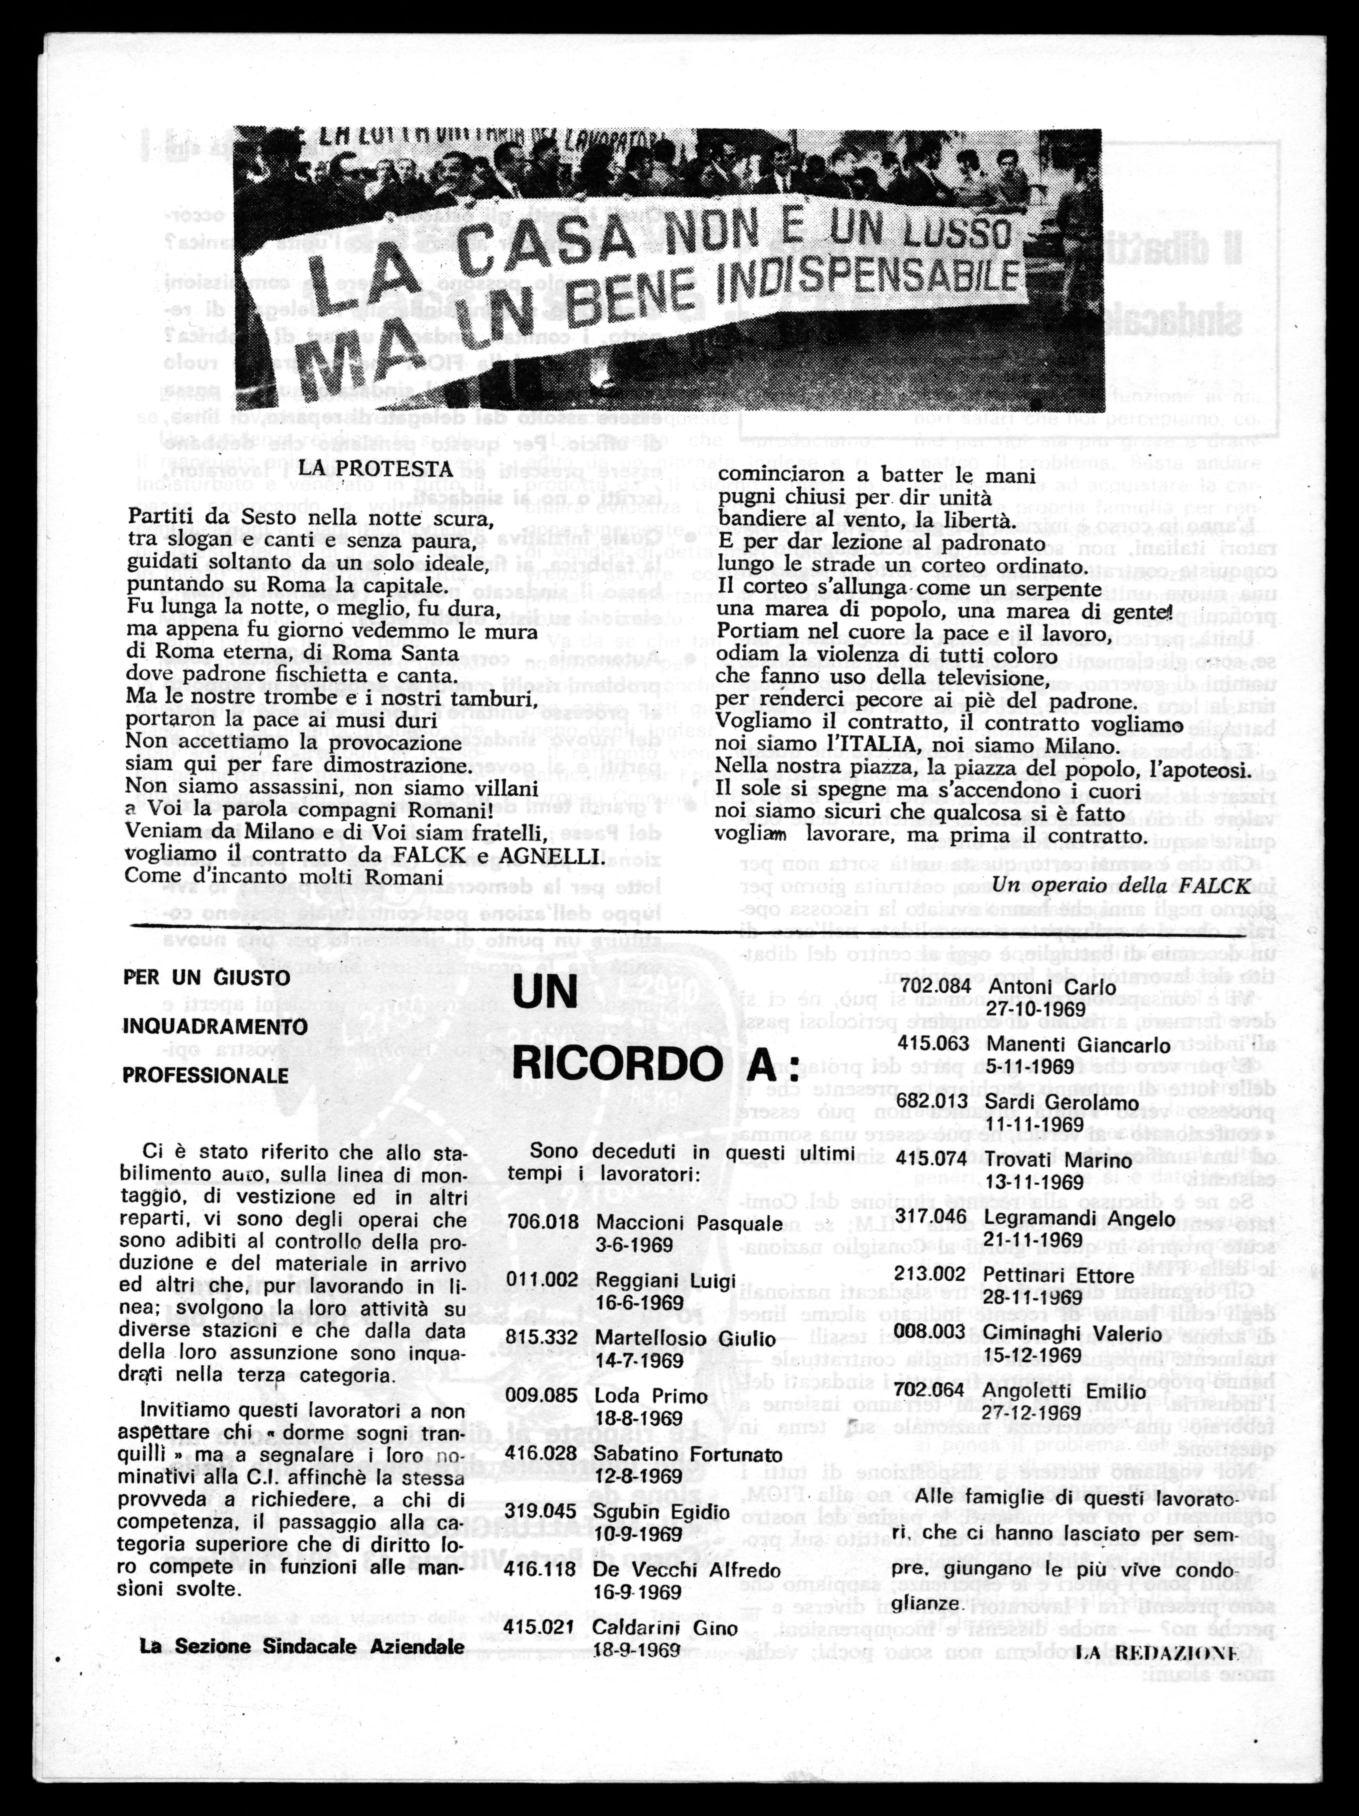 LA LOTTA UNITARIA DEI LAVORATORI
LA CASA NON E UN LUSSO
MA UN BENE INDISPENSABILE
LA PROTESTA
Partiti da Sesto nella notte scura,
tra slogan e canti e senza paura,
guidati soltanto da un solo ideale,
puntando su Roma la capitale.
Fu lunga la notte, o meglio, fu dura,
ma appena fu giorno vedemmo le mura
di Roma eterna, di Roma Santa
dove padrone fischietta e canta.
Ma le nostre trombe e i nostri tamburi,
portaron la pace ai musi duri
Non accettiamo la provocazione
siam qui per fare dimostrazione.
Non siamo assassini, non siamo villani
a Voi la parola compagni Romani!
Veniam da Milano e di Voi siam fratelli,
vogliamo il contratto da FALCK e AGNELLI.
Come d'incanto molti Romani
cominciaron a batter le mani
pugni chiusi per dir unità
bandiere al vento, la libertà.
E per dar lezione al padronato
lungo le strade un corteo ordinato.
Il corteo s'allunga come un serpente
una marea di popolo, una marea di gente!
Portiam nel cuore la pace e il lavoro,
odiam la violenza di tutti coloro
che fanno uso della televisione,
per renderci pecore ai piè del padrone.
Vogliamo il contratto, il contratto vogliamo
noi siamo l'ITALIA, noi siamo Milano.
Nella nostra piazza, la piazza del popolo, l'apoteosi.
Il sole si spegne ma s'accendono i cuori
noi siamo sicuri che qualcosa si è fatto
vogliam lavorare, ma prima il contratto.
Un operaio della FALCK
PER UN GIUSTO
INQUADRAMENTO
PROFESSIONALE
Ci è stato riferito che allo sta-
bilimento auto, sulla linea di mon-
taggio, di vestizione ed in altri
reparti, vi sono degli operai che
sono adibiti al controllo della pro-
duzione e del materiale in arrivo
ed altri che, pur lavorando in li-
nea; svolgono la loro attività su
diverse stazioni e che dalla data
della loro assunzione sono inqua-
drati nella terza categoria.
Invitiamo questi lavoratori a non
aspettare chi « dorme sogni tran-
quilli » ma a segnalare i loro no-
minativi alla C.I. affinchè la stessa
provveda a richiedere, a chi di
competenza, il passaggio alla ca-
tegoria superiore che di diritto lo-
ro compete in funzioni alle man-
sioni svolte.
La Sezione Sindacale Aziendale
UN
RICORDO A :
Sono deceduti in questi ultimi
tempi i lavoratori:
706.018 Maccioni Pasquale
3-6-1969
011.002 Reggiani Luigi
16-6-1969
815.332 Martellosio Giulio
14-7-1969
009.085 Loda Primo
18-8-1969
416.028 Sabatino Fortunato
12-8-1969
319.045 Sgubin Egidio
10-9-1969
416.118 De Vecchi Alfredo
16-9-1969
415.021 Caldarini Gino
18-9-1969
702.084 Antoni Carlo
27-10-1969
415.063 Manenti Giancarlo
5-11-1969
682.013 Sardi Gerolamo
11-11-1969
415.074 Trovati Marino
13-11-1969
317.046 Legramandi Angelo
21-11-1969
213.002 Pettinari Ettore
28-11-1969
008.003 Ciminaghi Valerio
15-12-1969
702.064 Angoletti Emilio
27-12-1969
Alle famiglie di questi lavorato-
ri, che ci hanno lasciato per sem-
pre, giungano le più vive condo-
glianze.
LA REDAZIONE